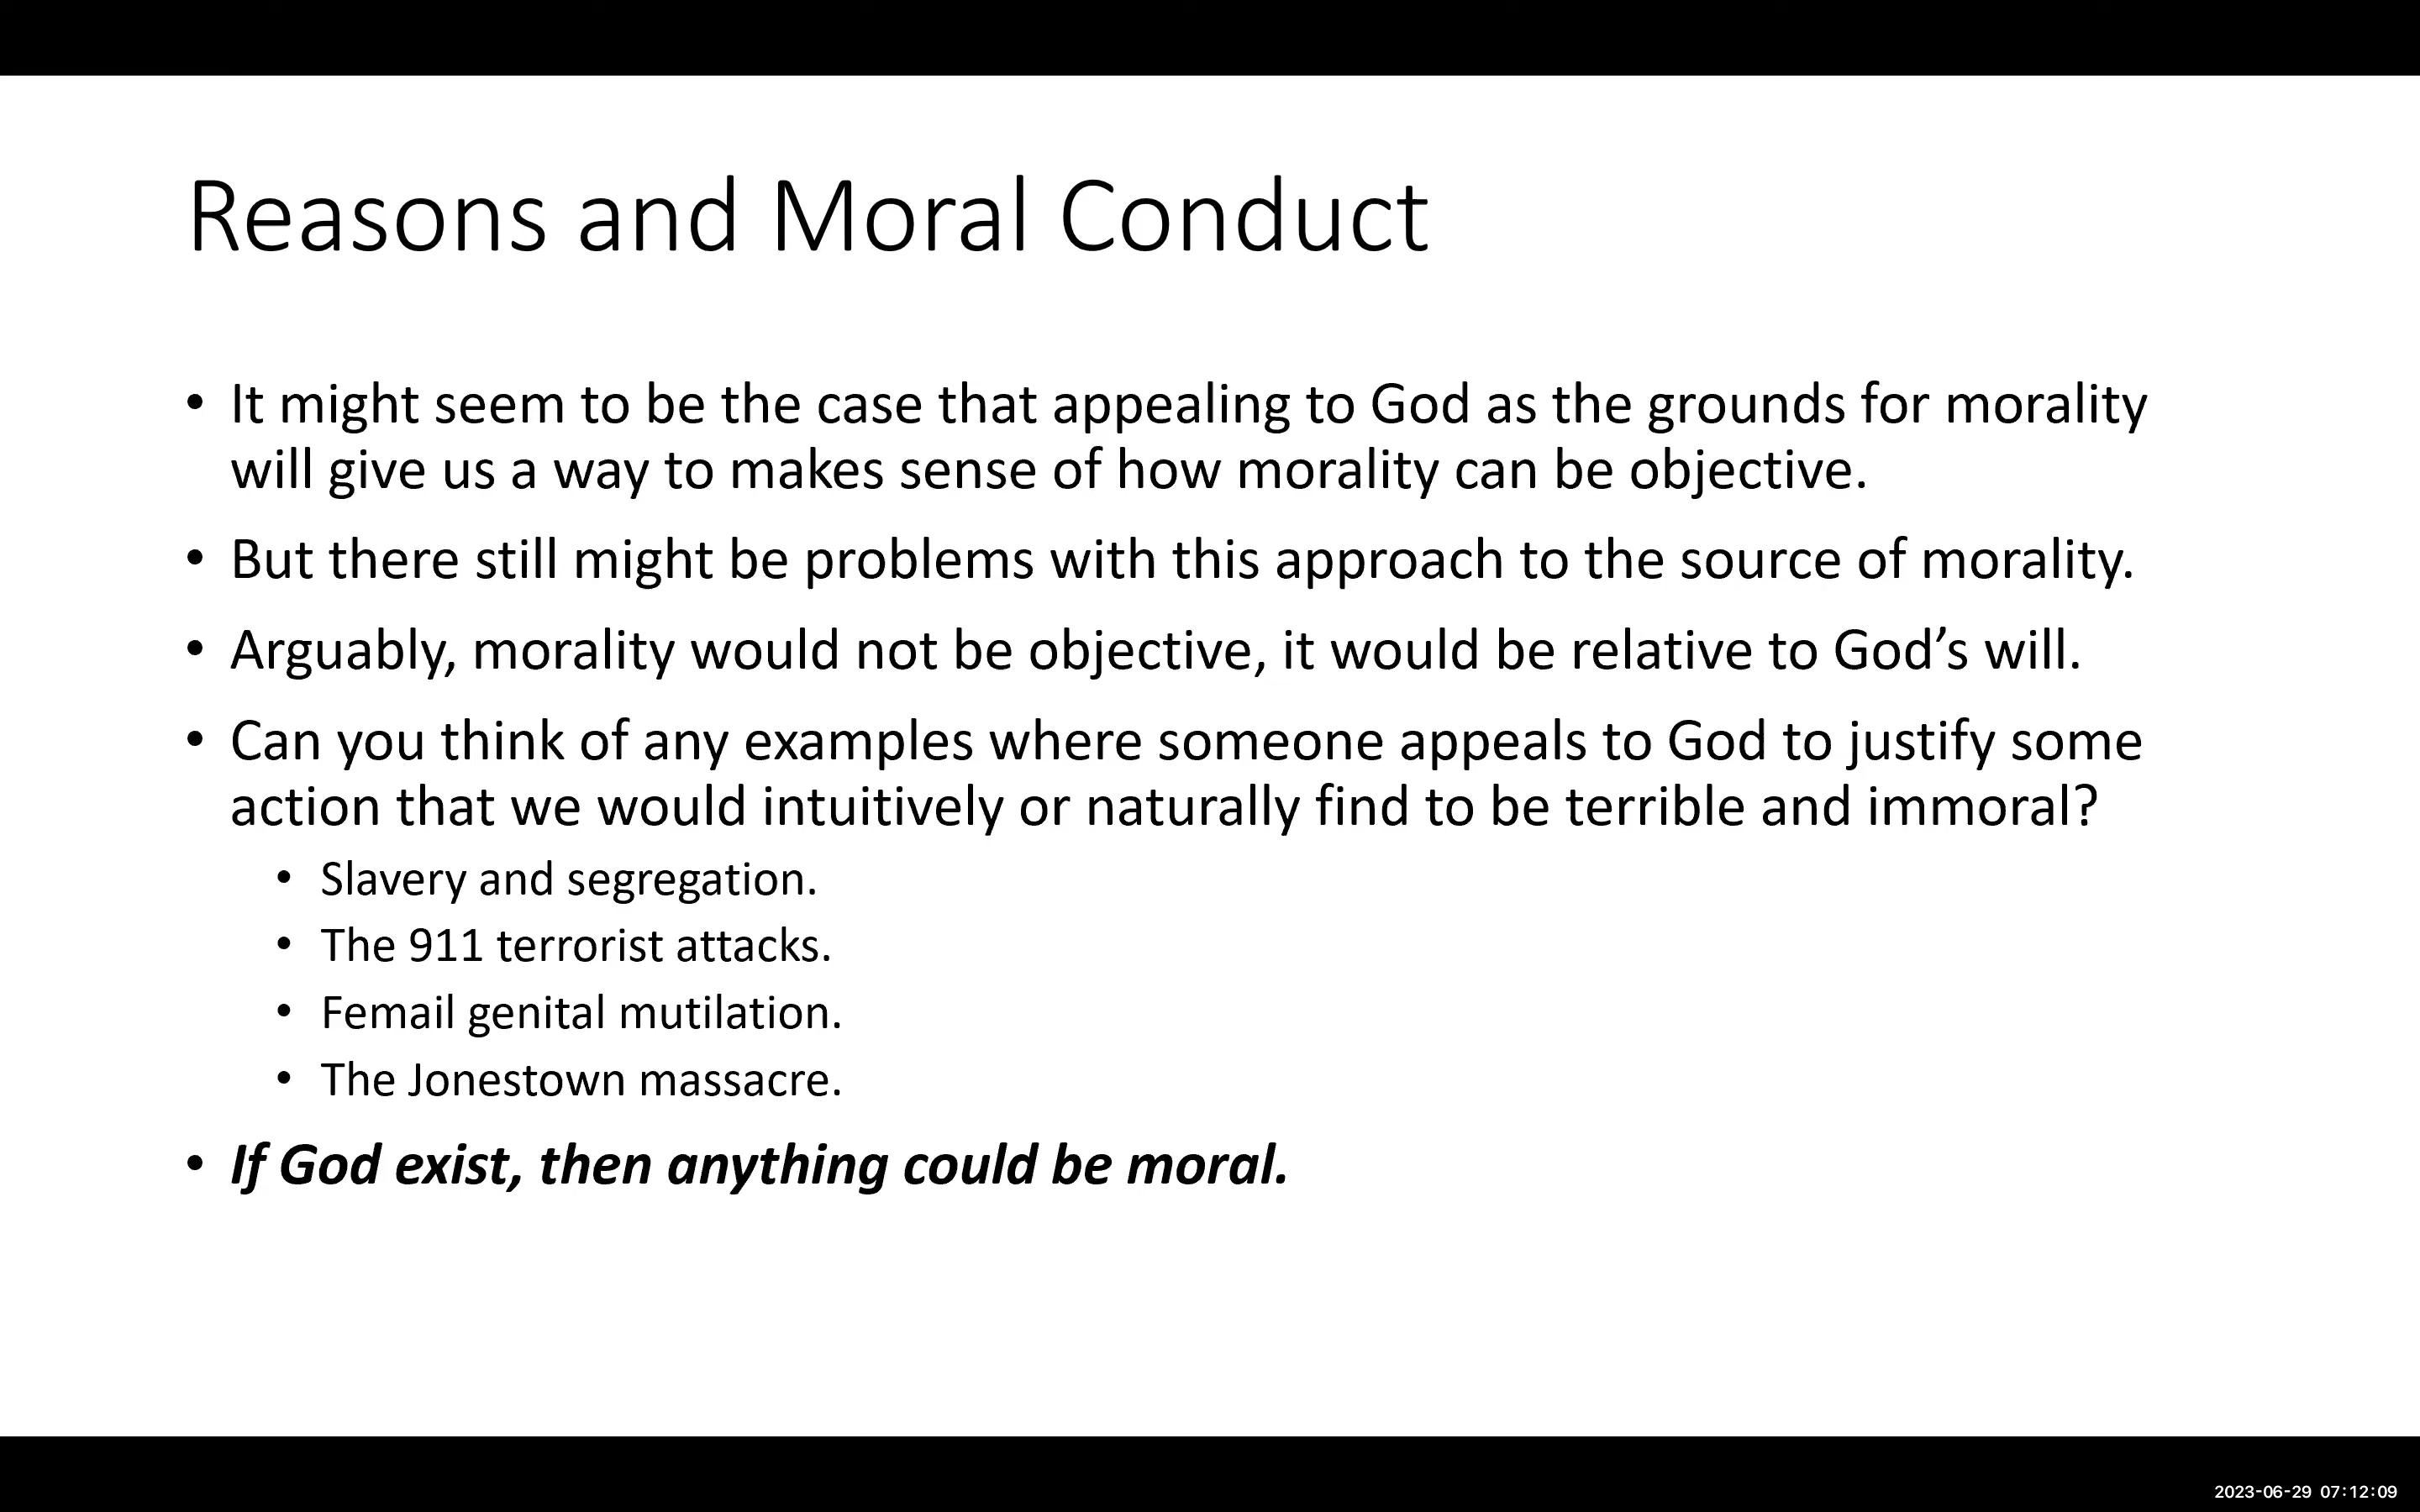 Reasons and Moral Conduct
• It might seem to be the case that appealing to God as the grounds for morality
will give us a way to makes sense of how morality can be objective.
• But there still might be problems with this approach to the source of morality.
• Arguably, morality would not be objective, it would be relative to God’s will.
• Can you think of any examples where someone appeals to God to justify some
action that we would intuitively or naturally find to be terrible and immoral?
• Slavery and segregation.
• The 911 terrorist attacks.
• Femail genital mutilation.
• The Jonestown massacre.
• If God exist, then anything could be moral.
2023-06-29 07:12:09